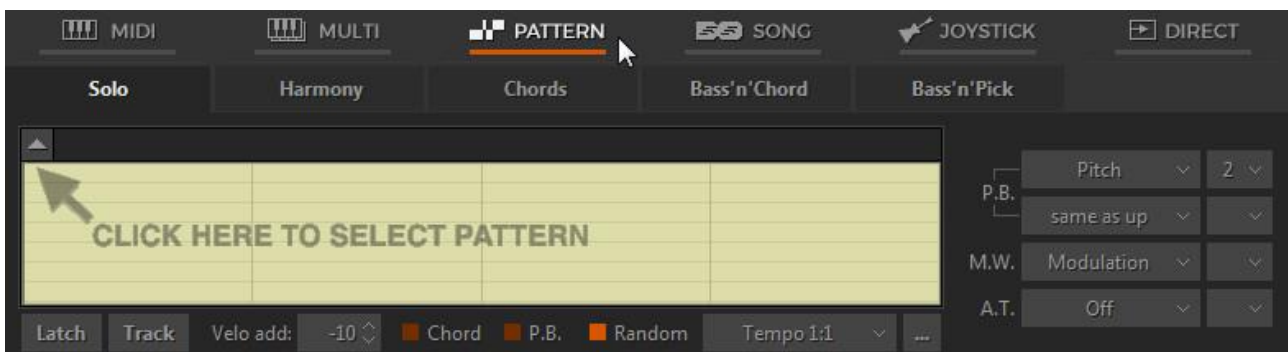 MIDI MULTI PATTERN SONG JOYSTICK DIRECT
Solo Harmony Chords Bass'n'Chord Bass'n'Pick
Pitch 2
P.B.
same as up
CLICK HERE TO SELECT PATTERN
M.W. Modulation
A.T. Off
Latch Track Velo add: -10 Chord P.B. Random Tempo 1:1 ...